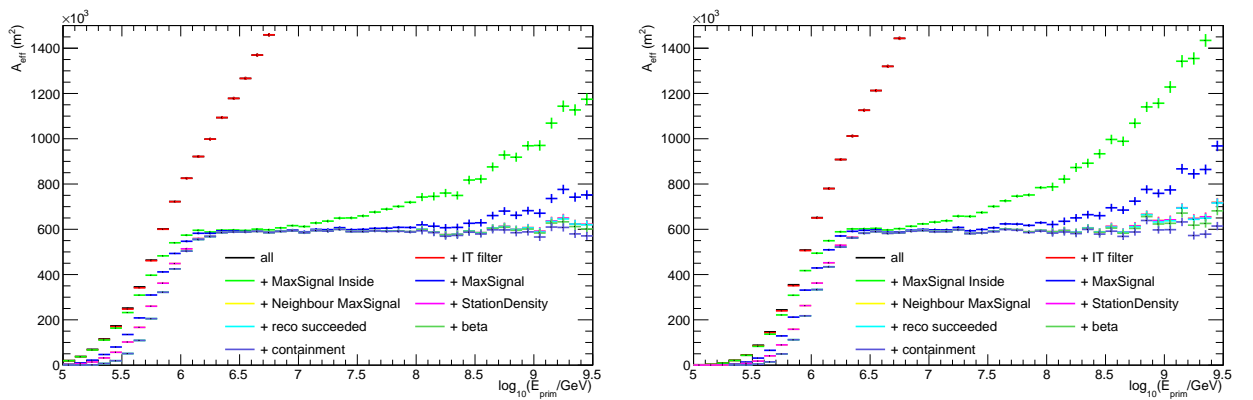 ×10³
A_eff (m²)
1400
1200
1000
800
600
400
200
0
5 5.5 6 6.5 7 7.5 8 8.5 9 9.5
log₁₀(E_prim/GeV)
all
+ IT filter
+ MaxSignal Inside
+ MaxSignal
+ Neighbour MaxSignal
+ StationDensity
+ reco succeeded
+ beta
+ containment
×10³
A_eff (m²)
1400
1200
1000
800
600
400
200
0
5 5.5 6 6.5 7 7.5 8 8.5 9 9.5
log₁₀(E_prim/GeV)
all
+ IT filter
+ MaxSignal Inside
+ MaxSignal
+ Neighbour MaxSignal
+ StationDensity
+ reco succeeded
+ beta
+ containment